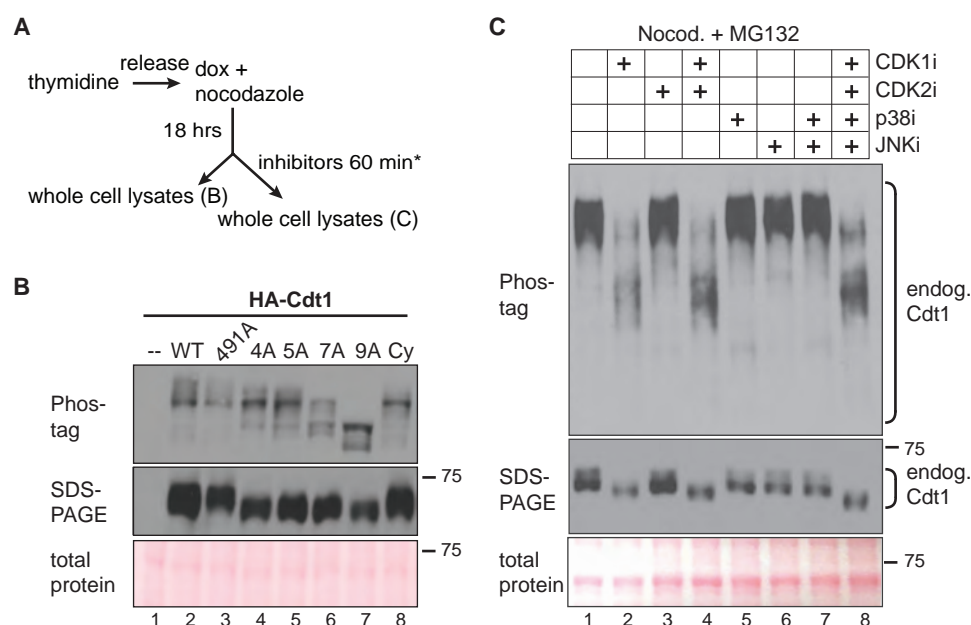 A
thymidine
release
dox +
nocodazole
18 hrs
inhibitors 60 min*
whole cell lysates (B)
whole cell lysates (C)
B
HA-Cdt1
-- WT 491A 4A 5A 7A 9A Cy
Phos-
tag
SDS-
PAGE
75
total
protein
75
1 2 3 4 5 6 7 8
C
Nocod. + MG132
+ + + CDK1i
+ + + CDK2i
+ + + p38i
+ + + JNKi
Phos-
tag
endog.
Cdt1
75
SDS-
PAGE
endog.
Cdt1
total
protein
75
1 2 3 4 5 6 7 8